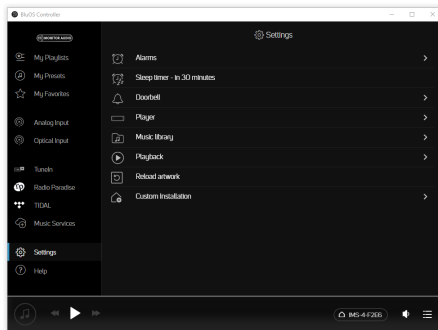 BluOS Controller
MONITOR AUDIO
My Playlists
My Presets
My Favorites
Analog Input
Optical Input
TuneIn
Radio Paradise
TIDAL
Music Services
Settings
Help
Settings
Alarms
Sleep timer - in 30 minutes
Doorbell
Player
Music library
Playback
Reload artwork
Custom Installation
IMS-4-F2E6